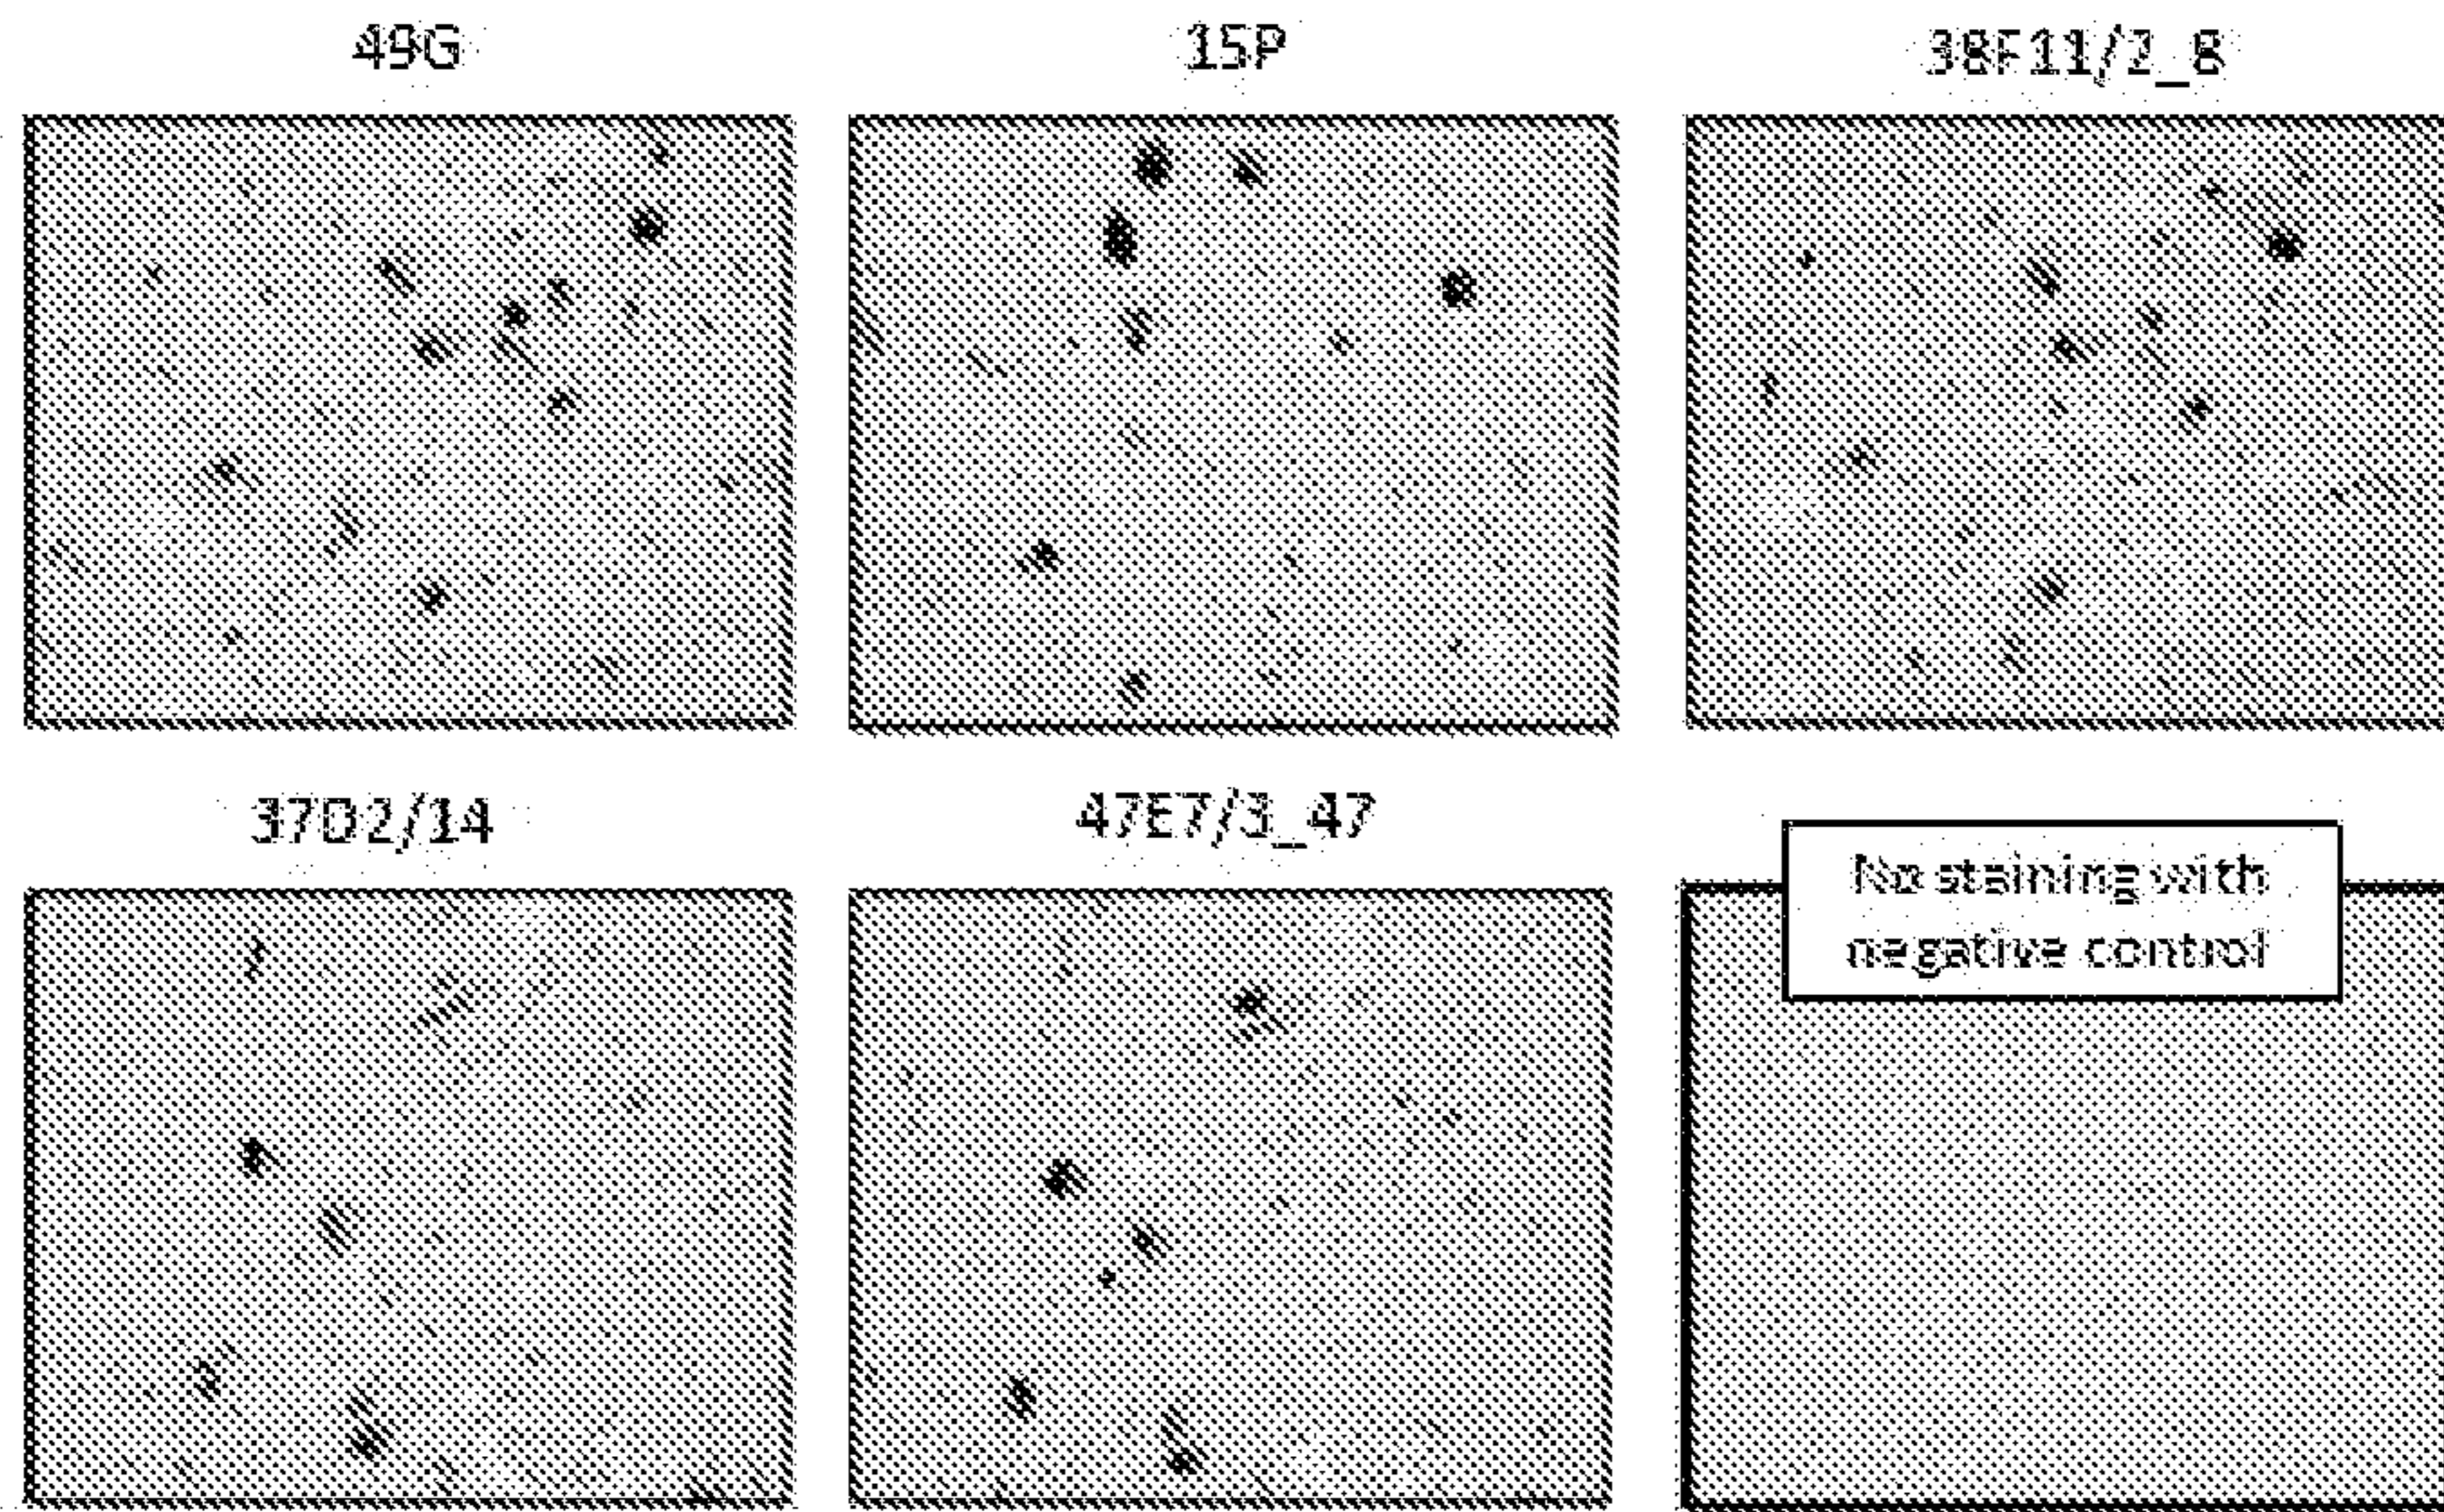 49G
15P
38F11/2_8
37D2/14
47E7/3_47
No staining with
negative control